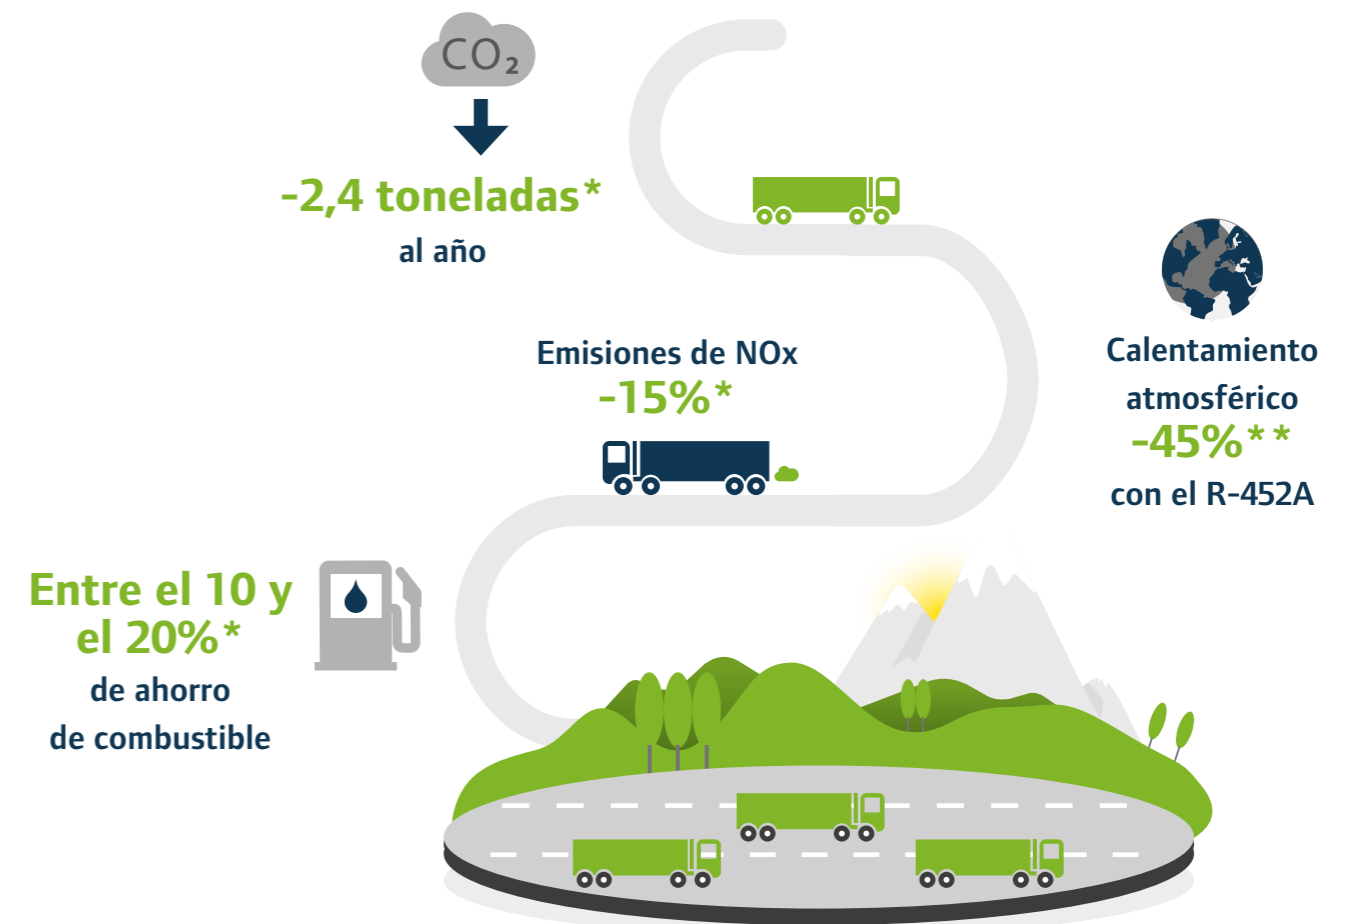 CO₂
-2,4 toneladas*
al año
Emisiones de NOx
-15%*
Calentamiento
atmosférico
-45%**
con el R-452A
Entre el 10 y
el 20%*
de ahorro
de combustible